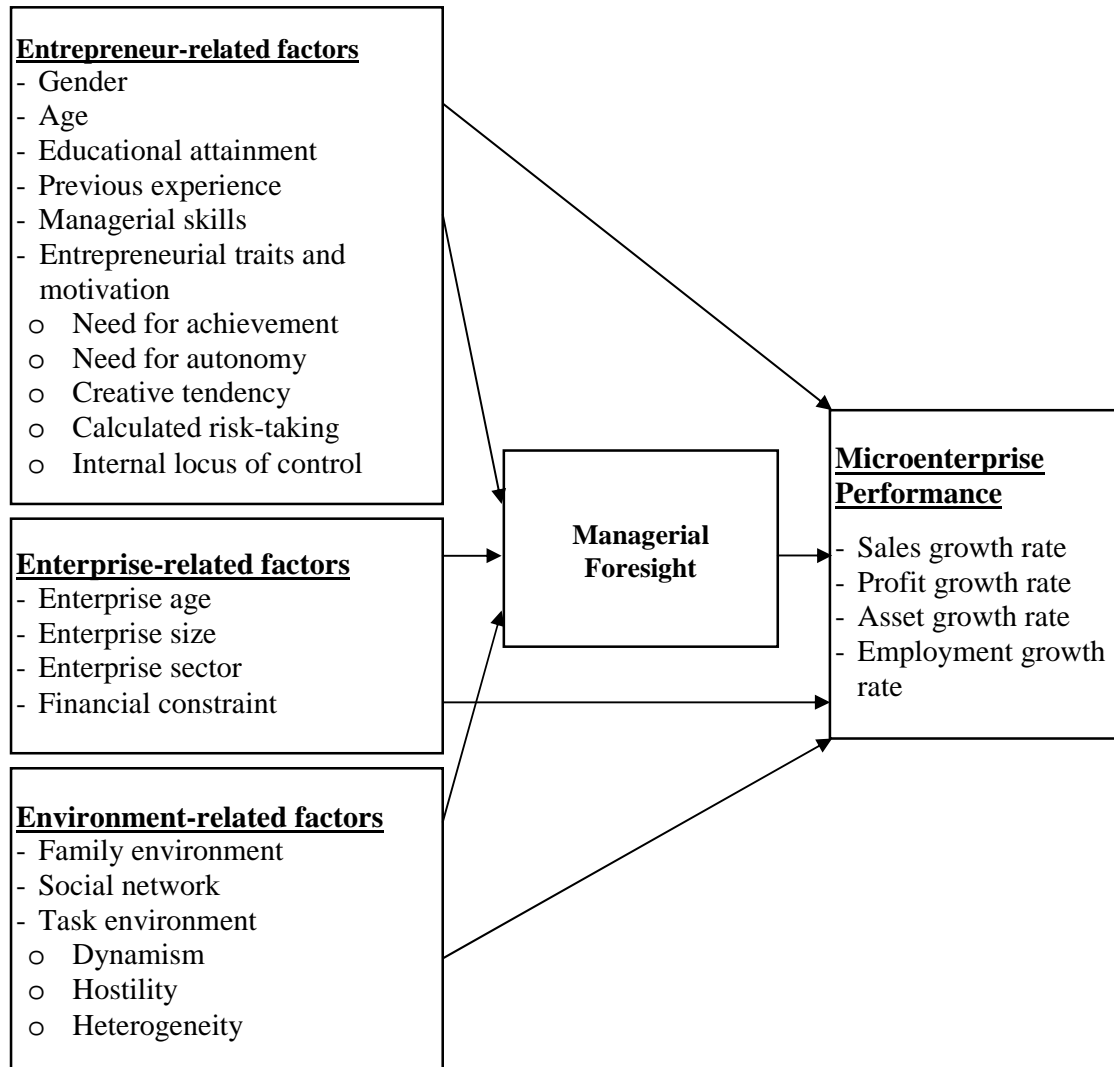 Entrepreneur-related factors
- Gender
- Age
- Educational attainment
- Previous experience
- Managerial skills
- Entrepreneurial traits and
motivation
o Need for achievement
o Need for autonomy
o Creative tendency
o Calculated risk-taking
o Internal locus of control
Enterprise-related factors
- Enterprise age
- Enterprise size
- Enterprise sector
- Financial constraint
Environment-related factors
- Family environment
- Social network
- Task environment
o Dynamism
o Hostility
o Heterogeneity
Managerial
Foresight
Microenterprise
Performance
- Sales growth rate
- Profit growth rate
- Asset growth rate
- Employment growth
rate